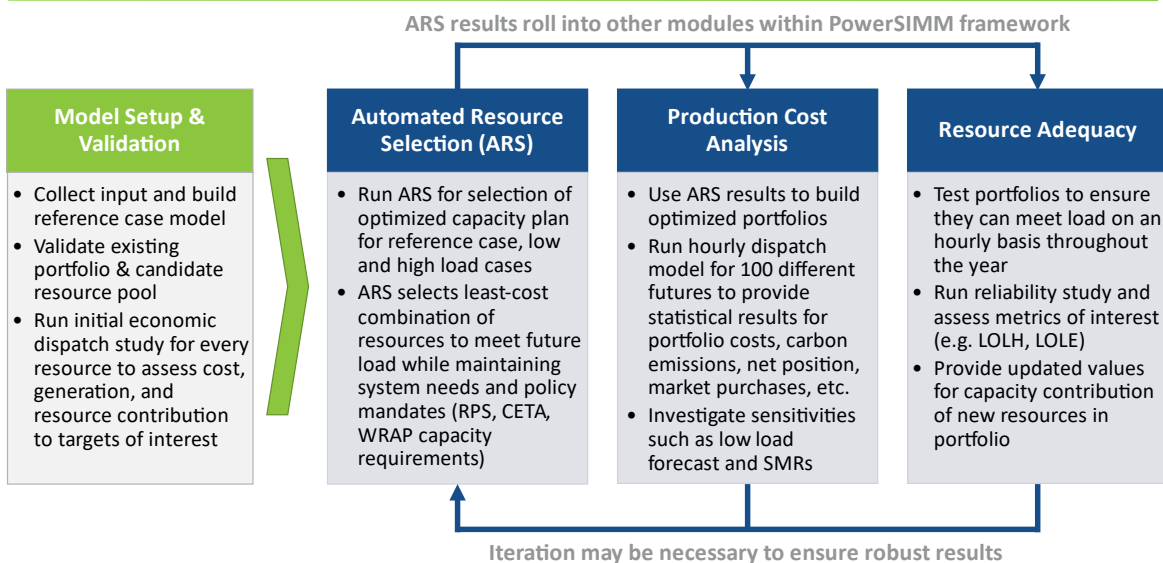 ARS results roll into other modules within PowerSIMM framework
Model Setup &
Validation
• Collect input and build
reference case model
• Validate existing
portfolio & candidate
resource pool
• Run initial economic
dispatch study for every
resource to assess cost,
generation, and
resource contribution
to targets of interest
Automated Resource
Selection (ARS)
• Run ARS for selection of
optimized capacity plan
for reference case, low
and high load cases
• ARS selects least-cost
combination of
resources to meet future
load while maintaining
system needs and policy
mandates (RPS, CETA,
WRAP capacity
requirements)
Production Cost
Analysis
• Use ARS results to build
optimized portfolios
• Run hourly dispatch
model for 100 different
futures to provide
statistical results for
portfolio costs, carbon
emissions, net position,
market purchases, etc.
• Investigate sensitivities
such as low load
forecast and SMRs
Resource Adequacy
• Test portfolios to ensure
they can meet load on an
hourly basis throughout
the year
• Run reliability study and
assess metrics of interest
(e.g. LOLH, LOLE)
• Provide updated values
for capacity contribution
of new resources in
portfolio
Iteration may be necessary to ensure robust results